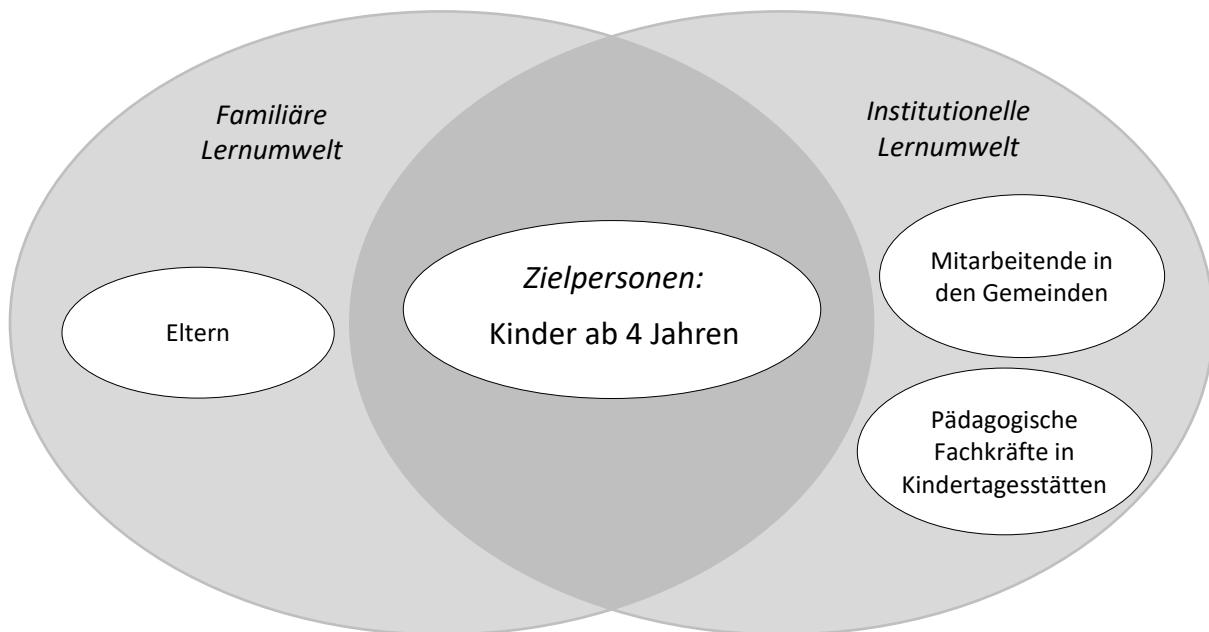 Familiäre
Lernumwelt
Institutionelle
Lernumwelt
Eltern
Zielpersonen:
Kinder ab 4 Jahren
Mitarbeitende in
den Gemeinden
Pädagogische
Fachkräfte in
Kindertagesstätten